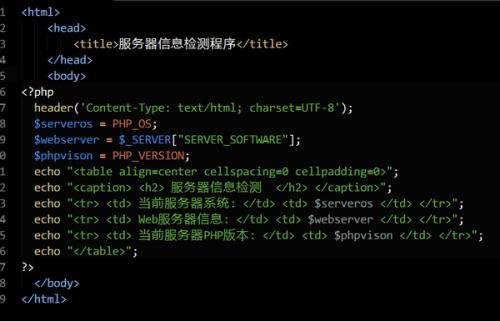 1 <html>
2 <head>
3 <title>服务器信息检测程序</title>
4 </head>
5 <body>
6 <?php
7 header('Content-Type: text/html; charset=UTF-8');
8 $serveros = PHP_OS;
9 $webserver = $_SERVER["SERVER_SOFTWARE"];
0 $phpvison = PHP_VERSION;
1 echo "<table align=center cellspacing=0 cellpadding=0>";
2 echo "<caption> <h2> 服务器信息检测  </h2> </caption>";
3 echo "<tr> <td> 当前服务器系统: </td> <td> $serveros </td> </tr>";
4 echo "<tr> <td> Web服务器信息: </td> <td> $webserver </td> </tr>";
5 echo "<tr> <td> 当前服务器PHP版本: </td> <td> $phpvison </td> </tr>";
6 echo "</table>";
7 ?>
8 </body>
9 </html>